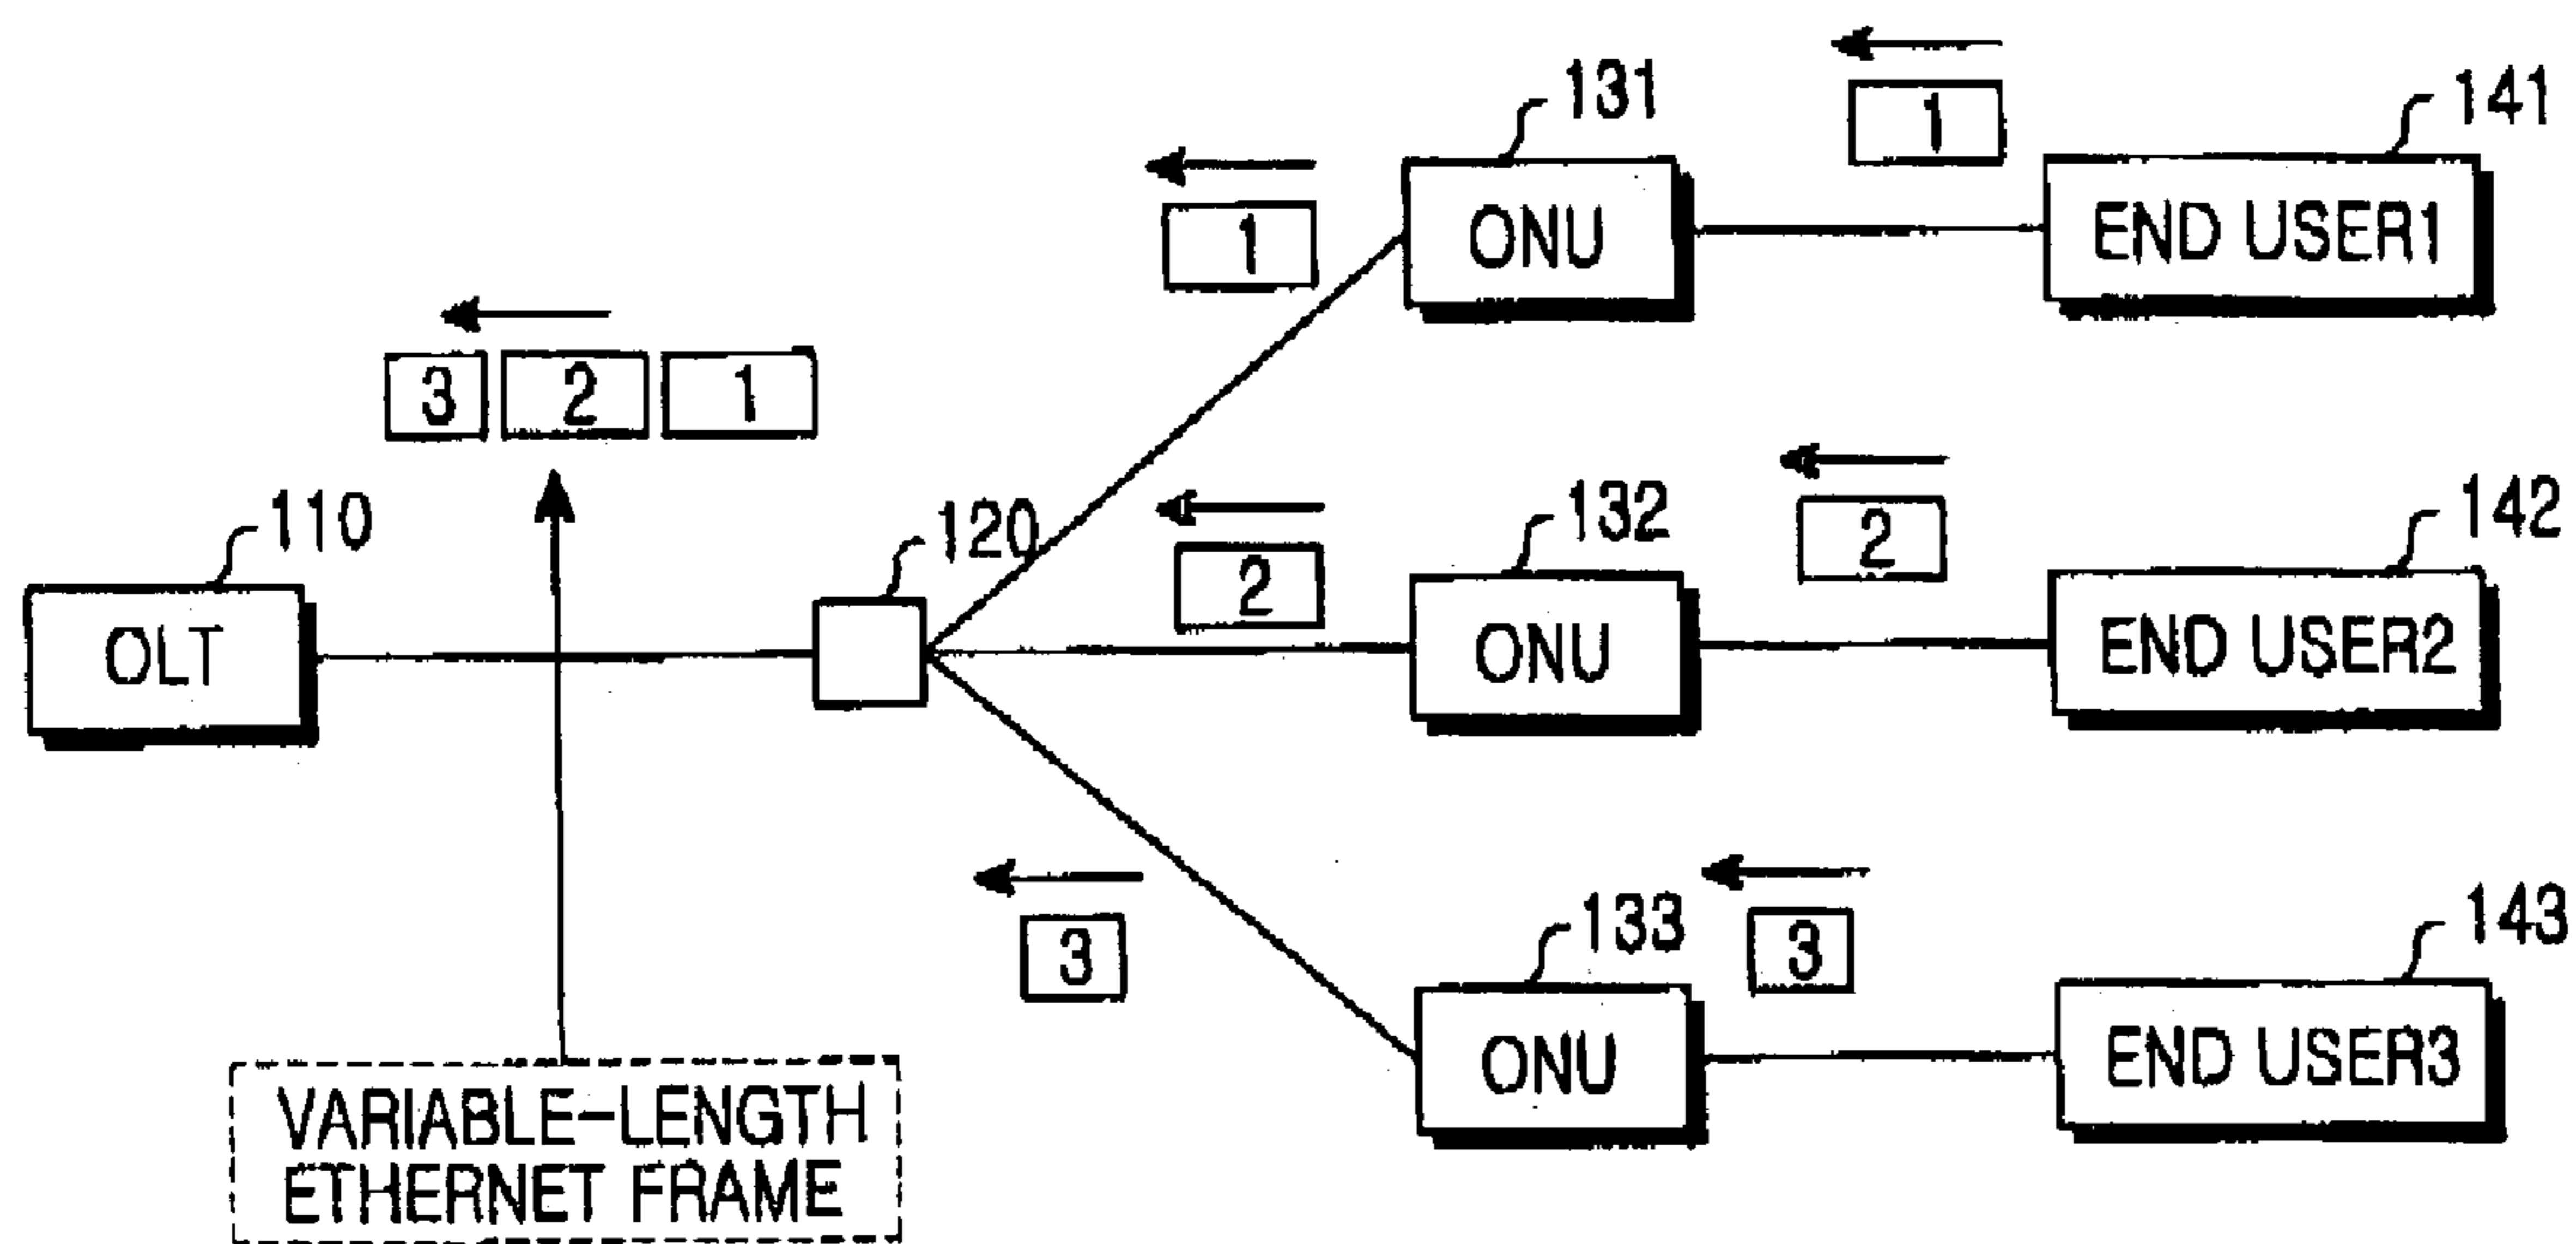 131
1
141
1
ONU
END USER1
3 2 1
110
120
2
132
2
142
OLT
ONU
END USER2
3
133
3
143
ONU
END USER3
VARIABLE-LENGTH
ETHERNET FRAME